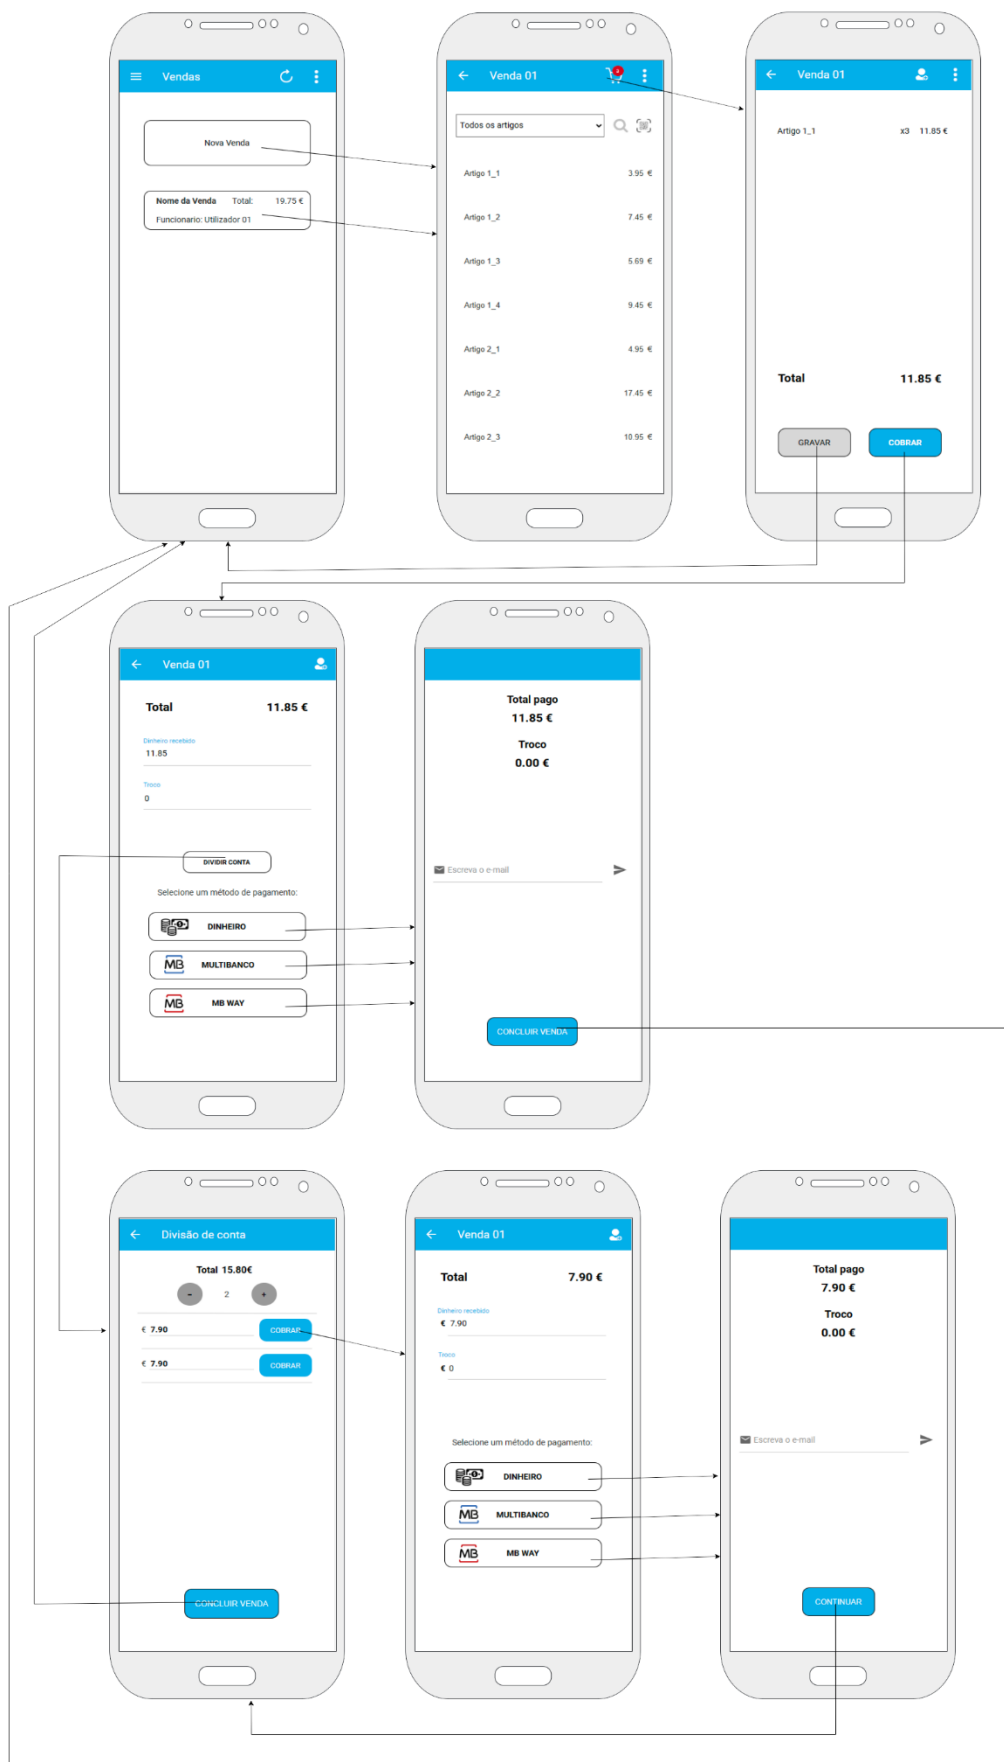 Vendas
Nova Venda
Nome da Venda Total: 19.75 €
Funcionario: Utilizador 01
Venda 01
Todos os artigos
Artigo 1_1 3.95 €
Artigo 1_2 7.45 €
Artigo 1_3 5.69 €
Artigo 1_4 9.45 €
Artigo 2_1 4.95 €
Artigo 2_2 17.45 €
Artigo 2_3 10.95 €
Venda 01
Artigo 1_1 x3 11.85 €
Total 11.85 €
GRAVAR COBRAR
Venda 01
Total 11.85 €
Dinheiro recebido
11.85
Troco
0
DIVIDIR CONTA
Selecione um método de pagamento:
DINHEIRO
MB MULTIBANCO
MB MB WAY
Total pago
11.85 €
Troco
0.00 €
Escreva o e-mail
CONCLUIR VENDA
Divisão de conta
Total 15.80€
- 2 +
€ 7.90 COBRAR
€ 7.90 COBRAR
CONCLUIR VENDA
Venda 01
Total 7.90 €
Dinheiro recebido
€ 7.90
Troco
€ 0
Selecione um método de pagamento:
DINHEIRO
MB MULTIBANCO
MB MB WAY
Total pago
7.90 €
Troco
0.00 €
Escreva o e-mail
CONTINUAR